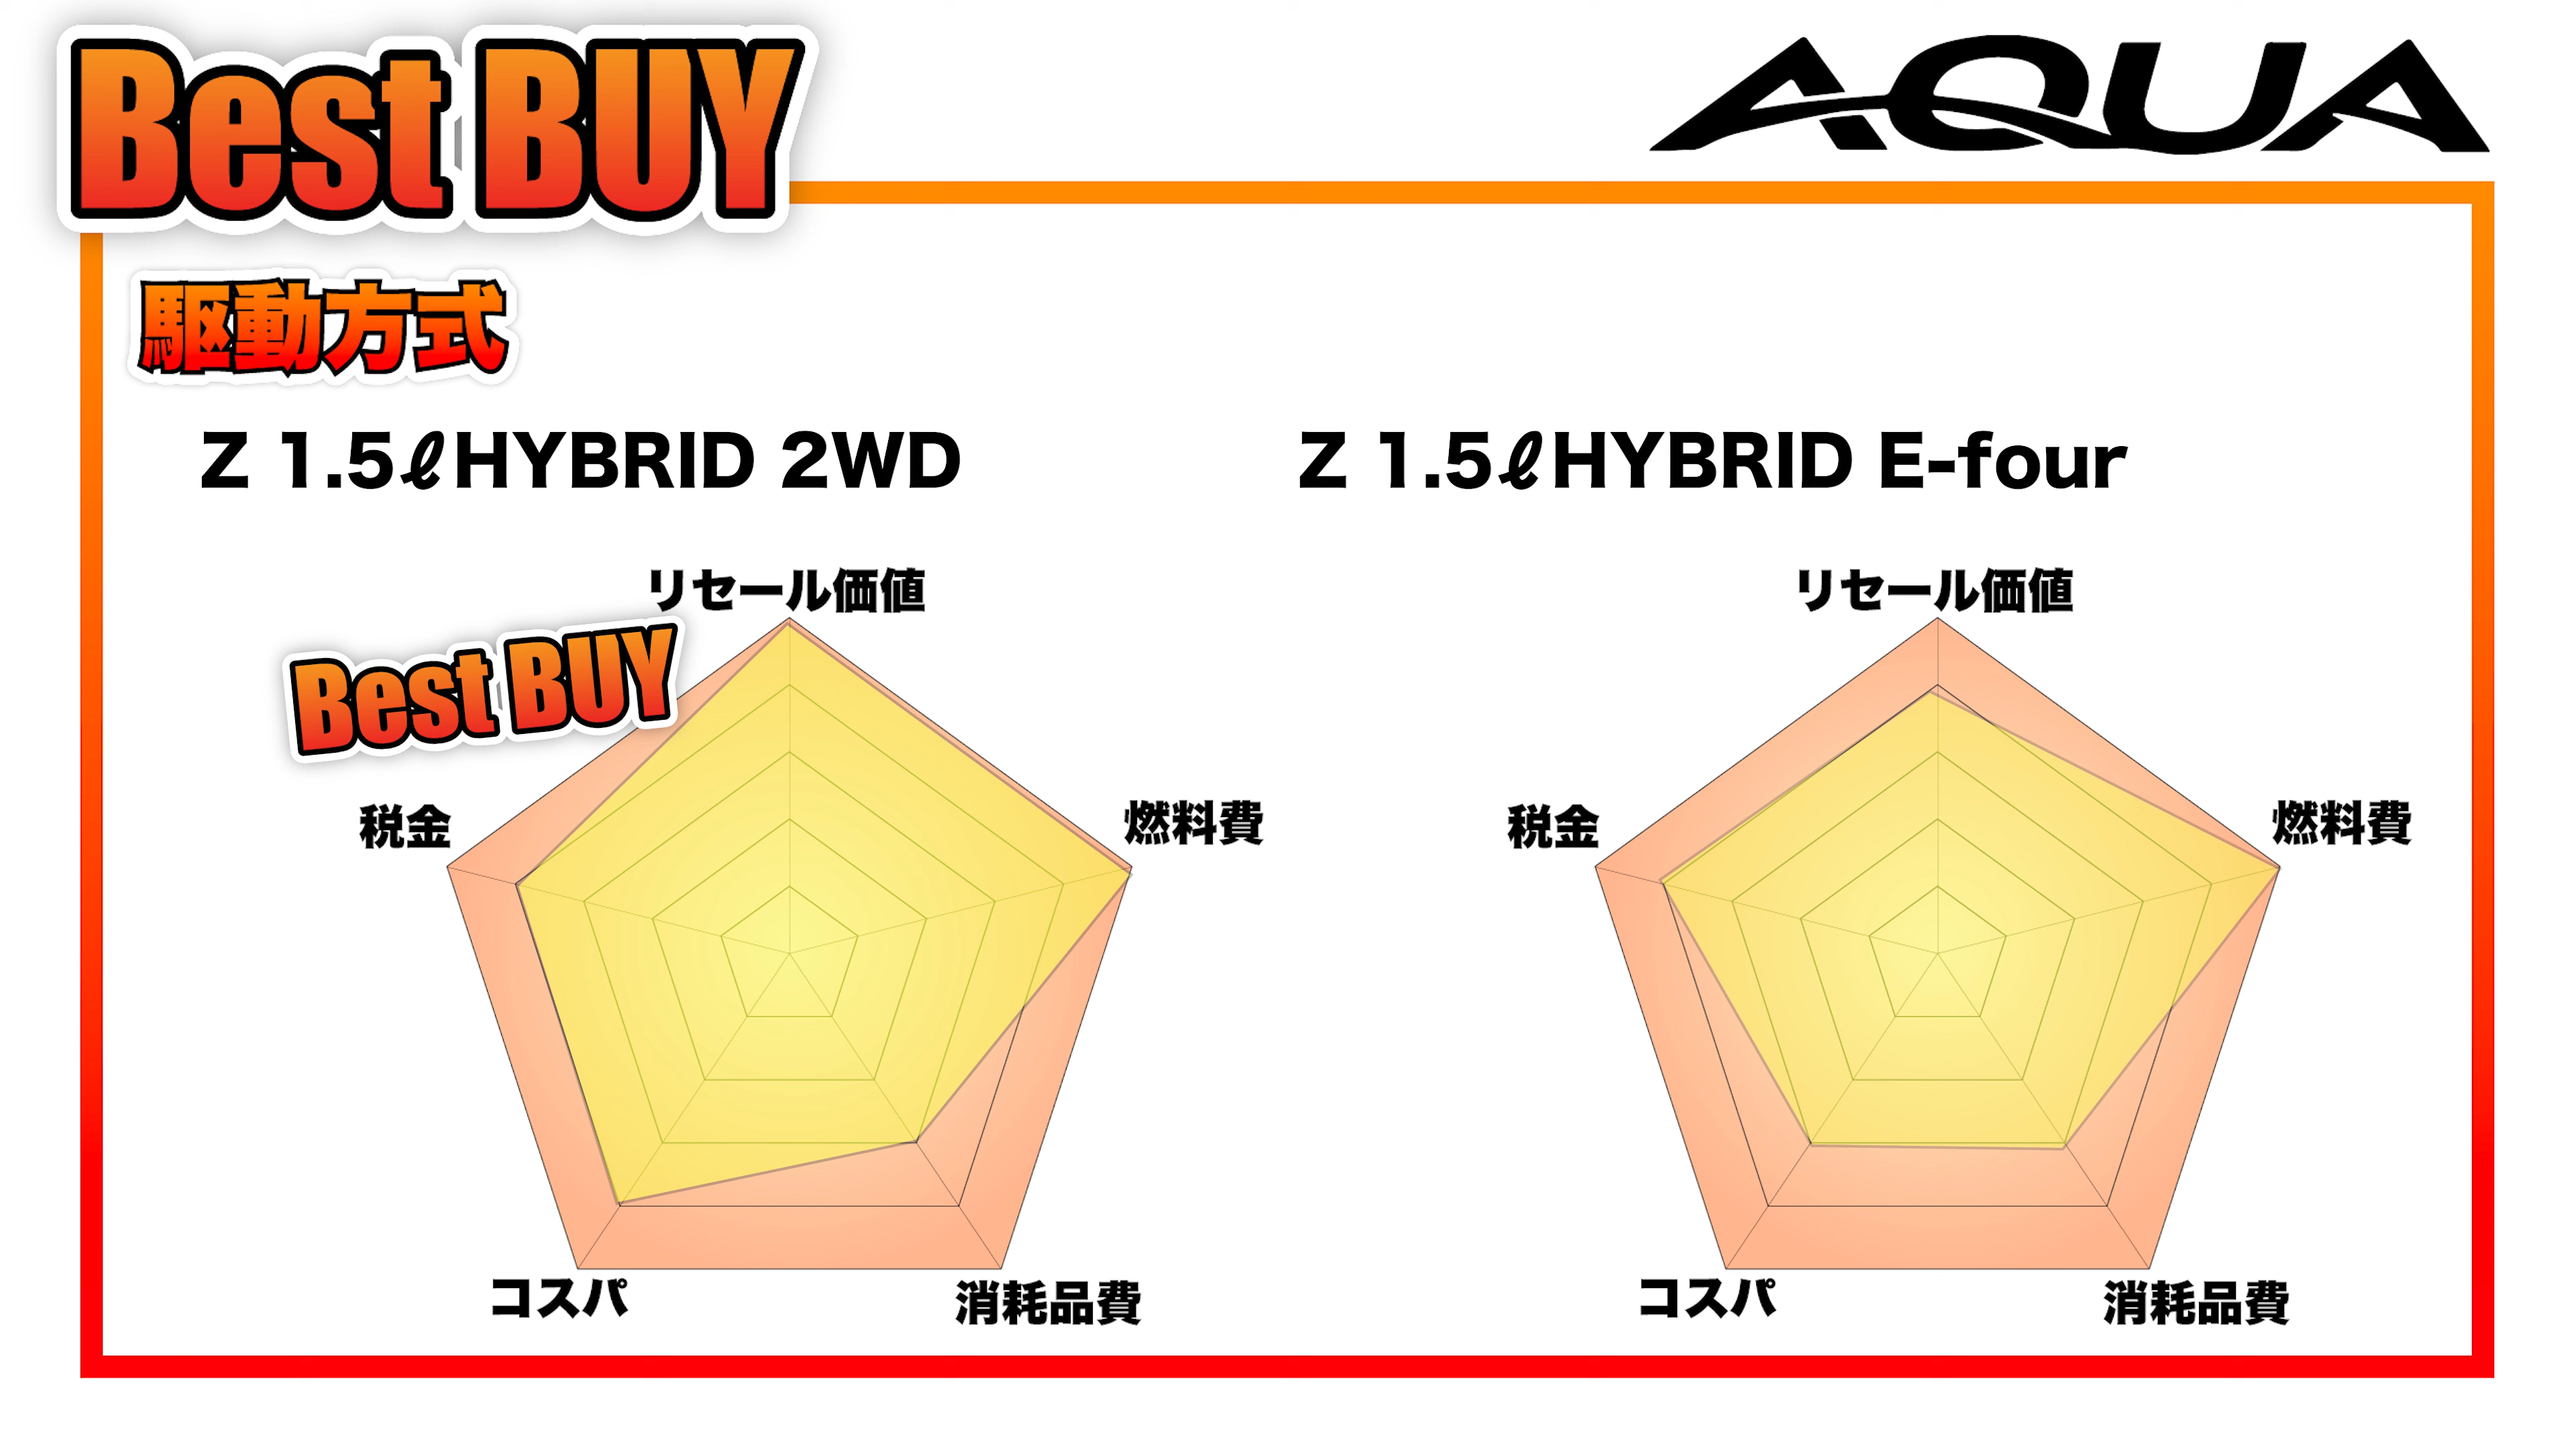 Best BUY
AQUA
駆動方式
Z 1.5ℓHYBRID 2WD
Z 1.5ℓHYBRID E-four
リセール価値
Best BUY
税金
燃料費
コスパ
消耗品費
リセール価値
税金
燃料費
コスパ
消耗品費